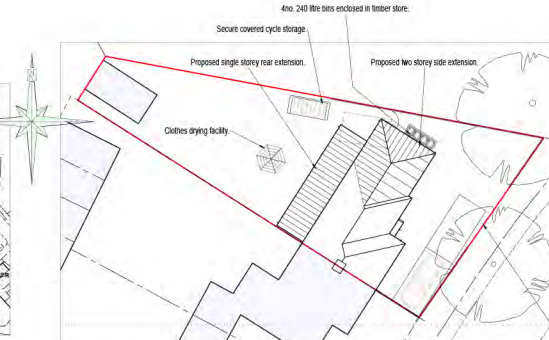 4no. 240 litre bins enclosed in timber store.
Secure covered cycle storage.
Proposed single storey rear extension.
Proposed two storey side extension.
N
Clothes drying facility.